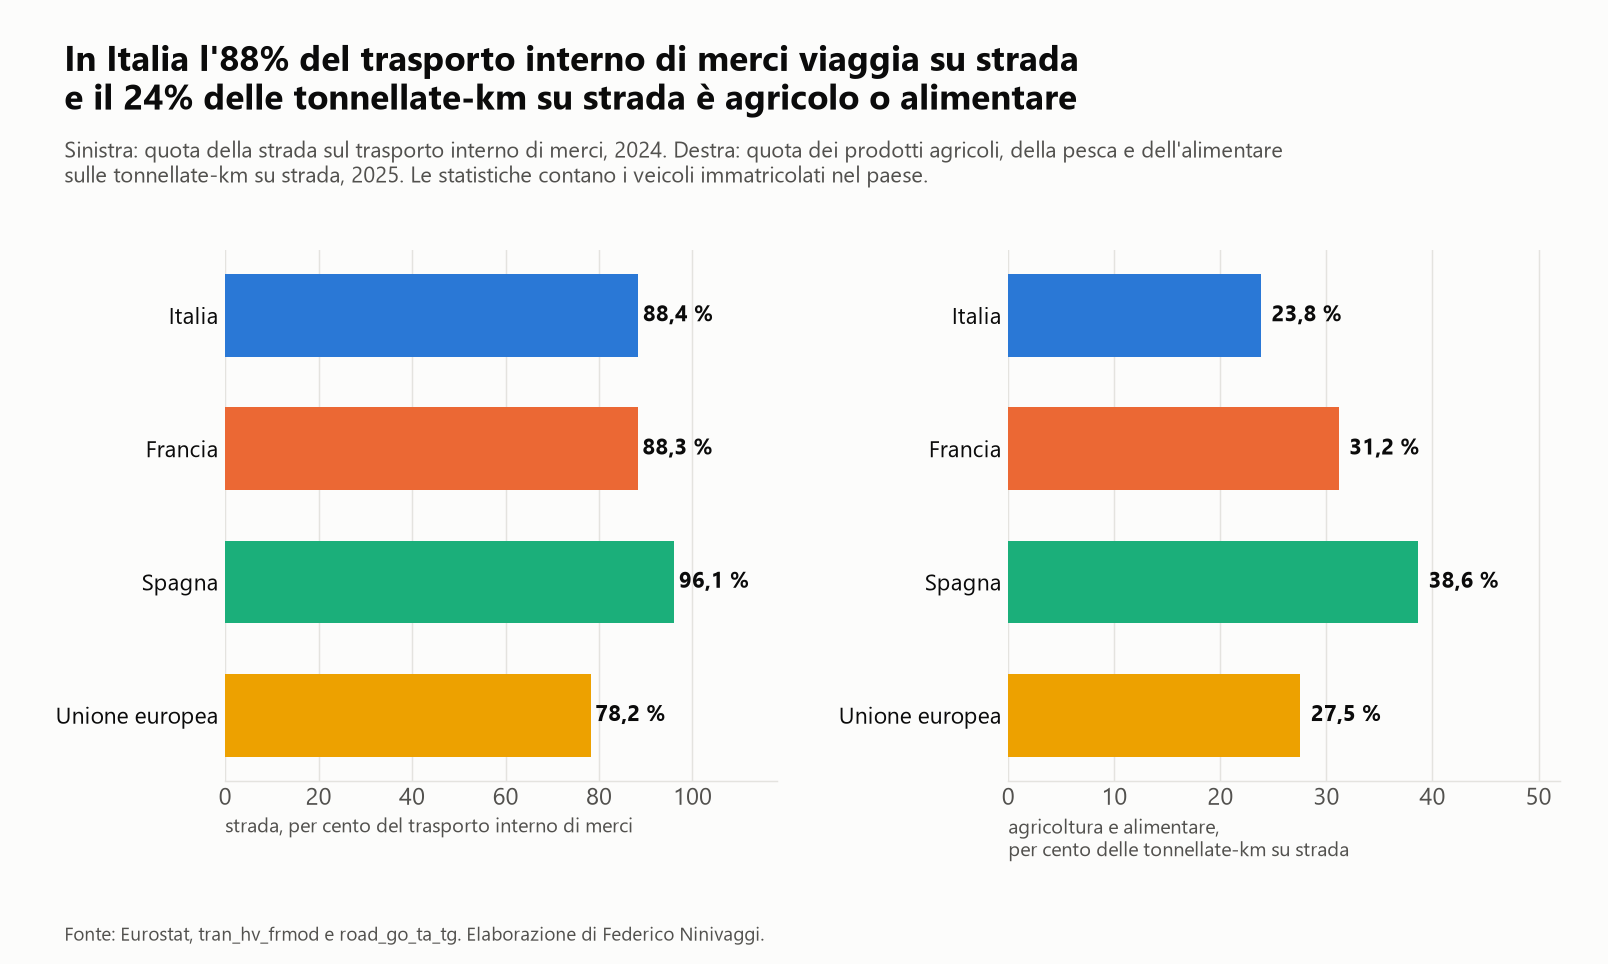 In Italia l'88% del trasporto interno di merci viaggia su strada
e il 24% delle tonnellate-km su strada è agricolo o alimentare
Sinistra: quota della strada sul trasporto interno di merci, 2024. Destra: quota dei prodotti agricoli, della pesca e dell'alimentare
sulle tonnellate-km su strada, 2025. Le statistiche contano i veicoli immatricolati nel paese.
Italia
88,4 %
Francia
88,3 %
Spagna
96,1 %
Unione europea
78,2 %
0 20 40 60 80 100
strada, per cento del trasporto interno di merci
Italia
23,8 %
Francia
31,2 %
Spagna
38,6 %
Unione europea
27,5 %
0 10 20 30 40 50
agricoltura e alimentare,
per cento delle tonnellate-km su strada
Fonte: Eurostat, tran_hv_frmod e road_go_ta_tg. Elaborazione di Federico Ninivaggi.